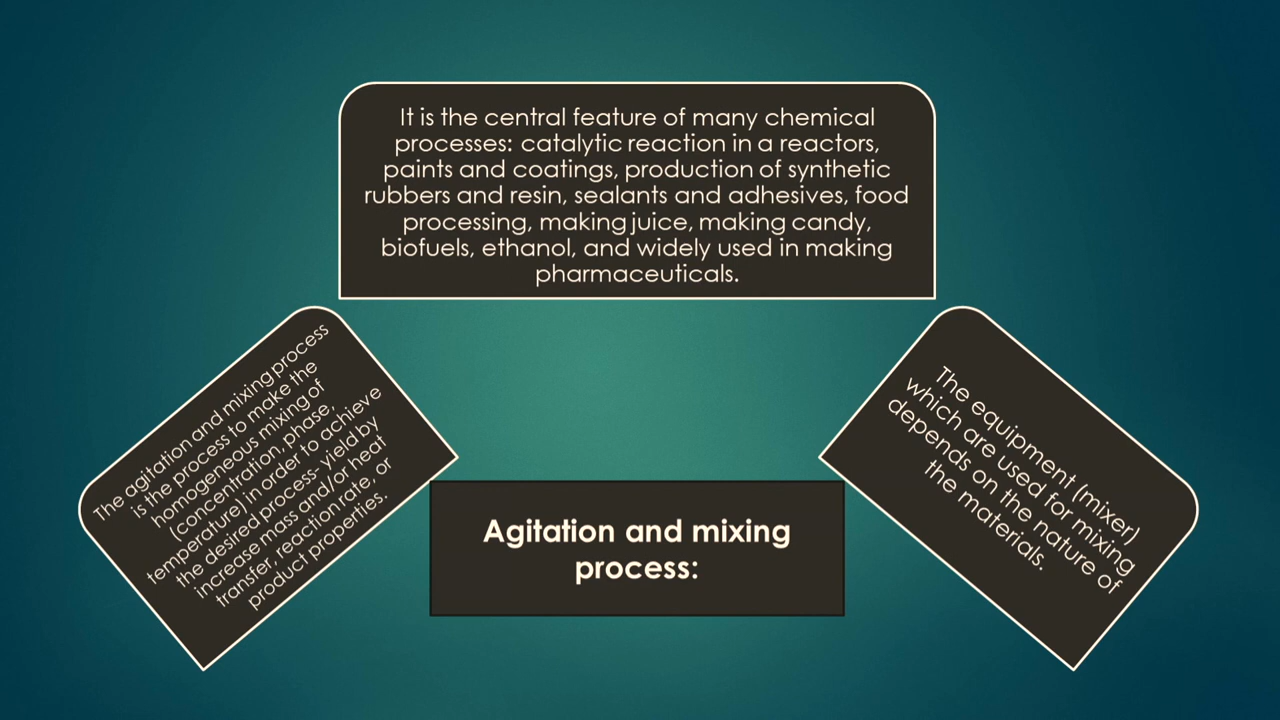 It is the central feature of many chemical
processes: catalytic reaction in a reactors,
paints and coatings, production of synthetic
rubbers and resin, sealants and adhesives, food
processing, making juice, making candy,
biofuels, ethanol, and widely used in making
pharmaceuticals.
The agitation and mixing process
is the process to make the
homogeneous mixing of
(concentration, phase,
temperature) in order to achieve
the desired process- yield by
increase mass and/or heat
transfer, reaction rate, or
product properties.
The equipment (mixer)
which are used for mixing
depends on the nature of
the materials.
Agitation and mixing
process: